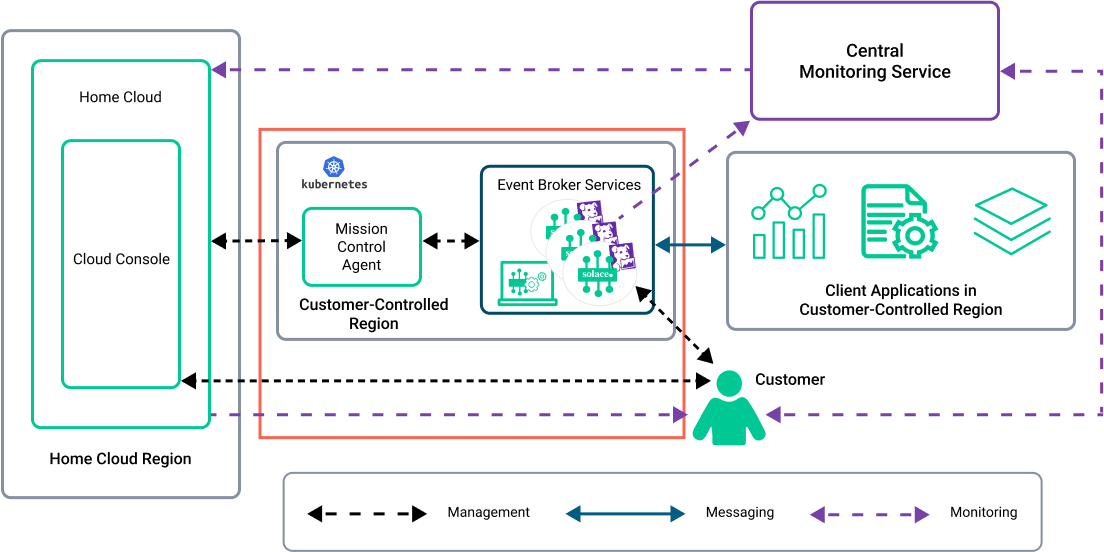 Central
Monitoring Service
Home Cloud
Cloud Console
Home Cloud Region
kubernetes
Mission
Control
Agent
Customer-Controlled
Region
Event Broker Services
solace.
Client Applications in
Customer-Controlled Region
Customer
Management
Messaging
Monitoring